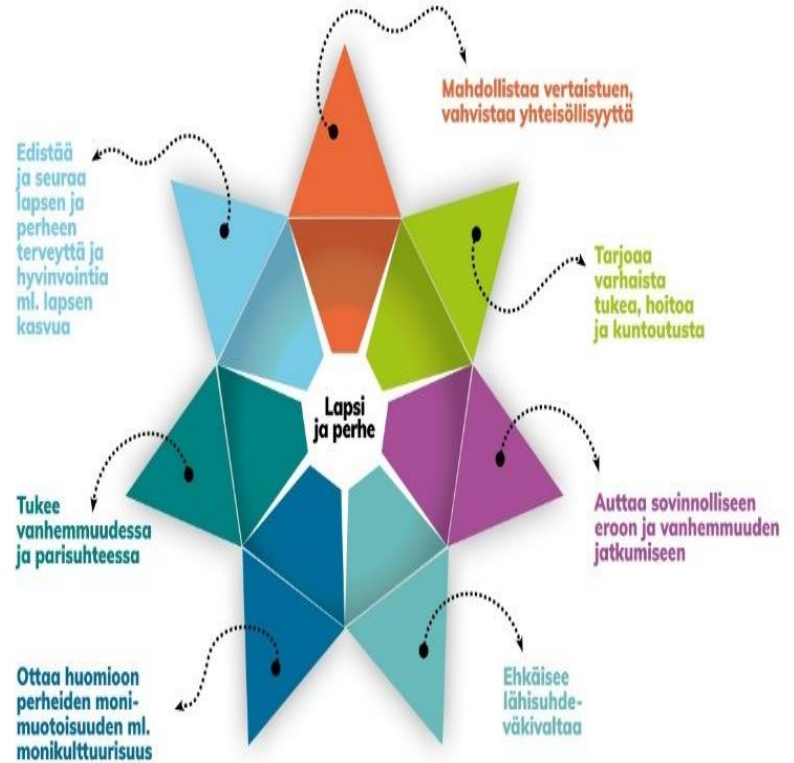 Mahdollistaa vertaistuen,
vahvistaa yhteisöllisyyttä
Edistää
ja seuraa
lapsen ja
perheen
terveyttä ja
hyvinvointia
ml. lapsen
kasvua
Tarjoaa
varhaista
tukea, hoitoa
ja kuntoutusta
Lapsi
ja perhe
Tukee
vanhemmuudessa
ja parisuhteessa
Auttaa sovinnolliseen
eroon ja vanhemmuuden
jatkumiseen
Ottaa huomioon
perheiden moni-
muotoisuuden ml.
monikulttuurisuus
Ehkäisee
lähisuhde-
väkivaltaa